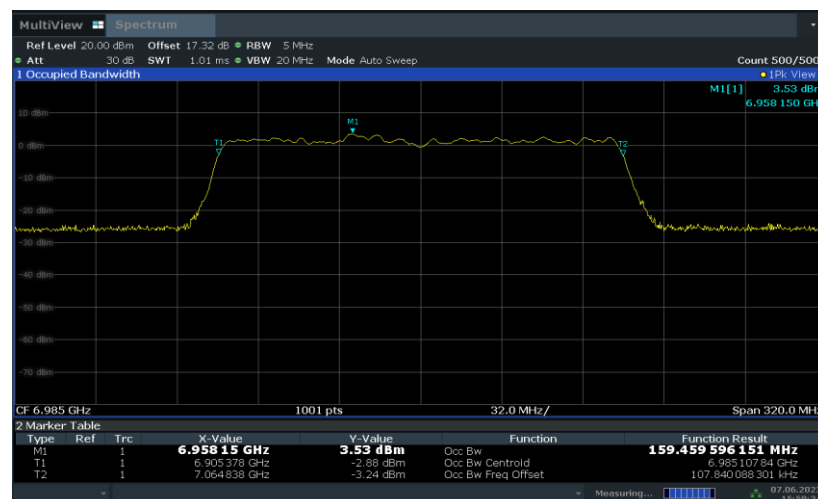 MultiView Spectrum
Ref Level 20.00 dBm Offset 17.32 dB RBW 5 MHz
Att 30 dB SWT 1.01 ms VBW 20 MHz Mode Auto Sweep Count 500/500
1 Occupied Bandwidth 1Pk View
M1[1] 3.53 dBm
6.958 150 GH
10 dBm
M1
0 dBm
T1
T2
-10 dBm
-20 dBm
-30 dBm
-40 dBm
-50 dBm
-60 dBm
-70 dBm
CF 6.985 GHz 1001 pts 32.0 MHz/ Span 320.0 MHz
2 Marker Table
Type Ref Trc X-Value Y-Value Function Function Result
M1 1 6.958 15 GHz 3.53 dBm Occ Bw 159.459 596 151 MHz
T1 1 6.905 378 GHz -2.88 dBm Occ Bw Centroid 6.985 107 84 GHz
T2 1 7.064 838 GHz -3.24 dBm Occ Bw Freq Offset 107.840 088 301 kHz
Measuring... 07.06.202